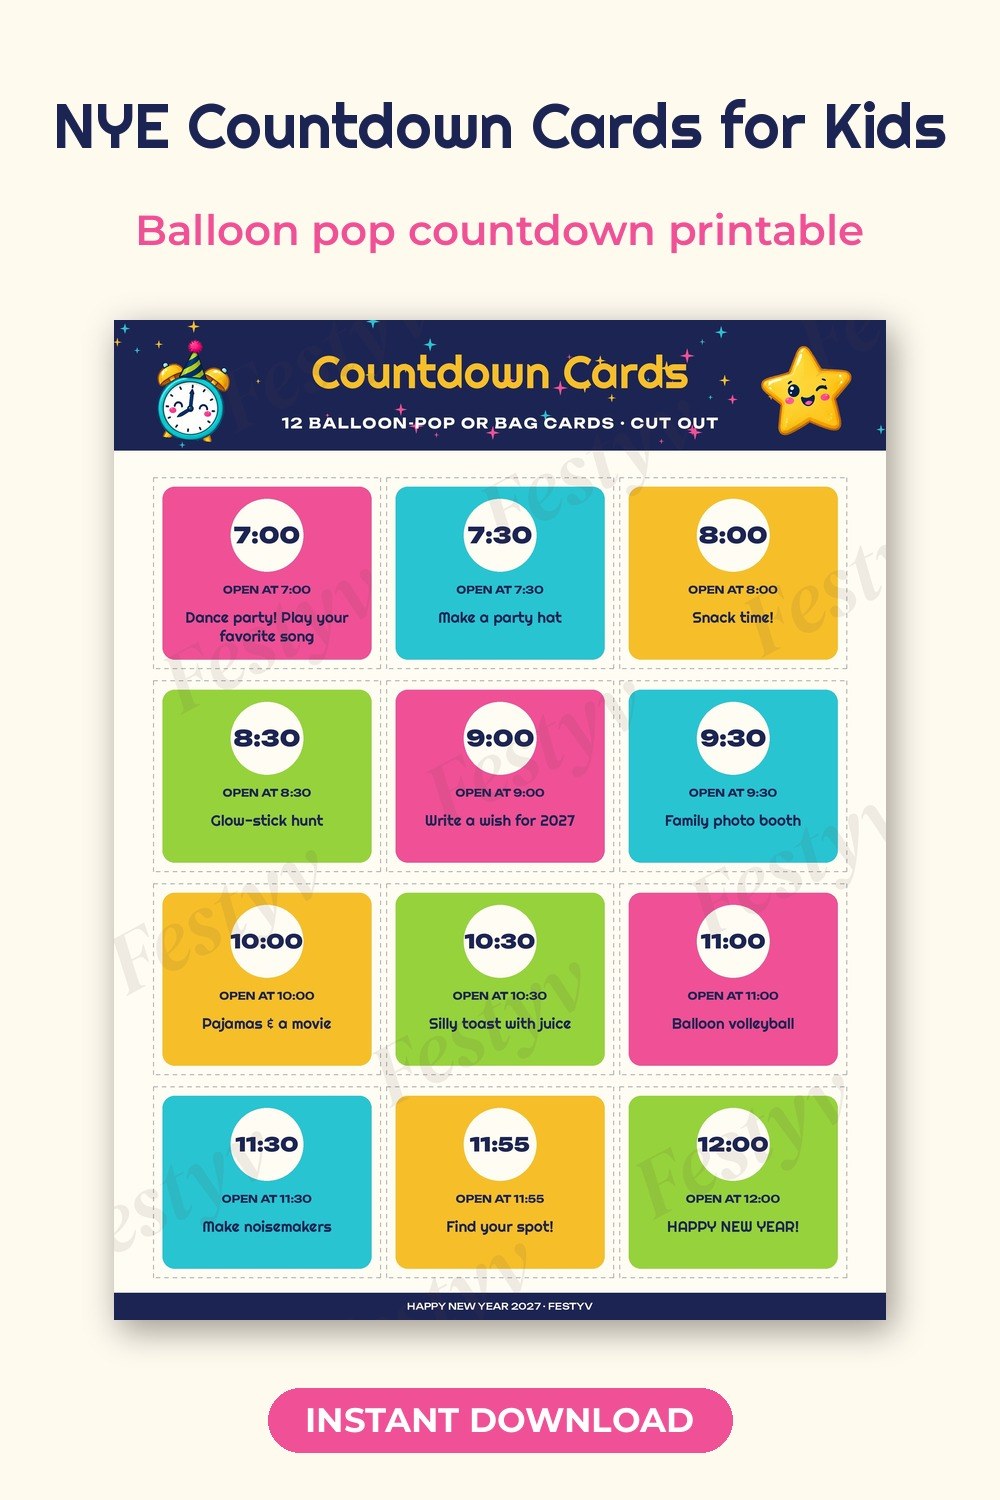 NYE Countdown Cards for Kids
Balloon pop countdown printable
Countdown Cards
12 BALLOON-POP OR BAG CARDS · CUT OUT
7:00
OPEN AT 7:00
Dance party! Play your
favorite song
7:30
OPEN AT 7:30
Make a party hat
8:00
OPEN AT 8:00
Snack time!
8:30
OPEN AT 8:30
Glow-stick hunt
9:00
OPEN AT 9:00
Write a wish for 2027
9:30
OPEN AT 9:30
Family photo booth
10:00
OPEN AT 10:00
Pajamas & a movie
10:30
OPEN AT 10:30
Silly toast with juice
11:00
OPEN AT 11:00
Balloon volleyball
11:30
OPEN AT 11:30
Make noisemakers
11:55
OPEN AT 11:55
Find your spot!
12:00
OPEN AT 12:00
HAPPY NEW YEAR!
HAPPY NEW YEAR 2027 · FESTYV
INSTANT DOWNLOAD
Festyv